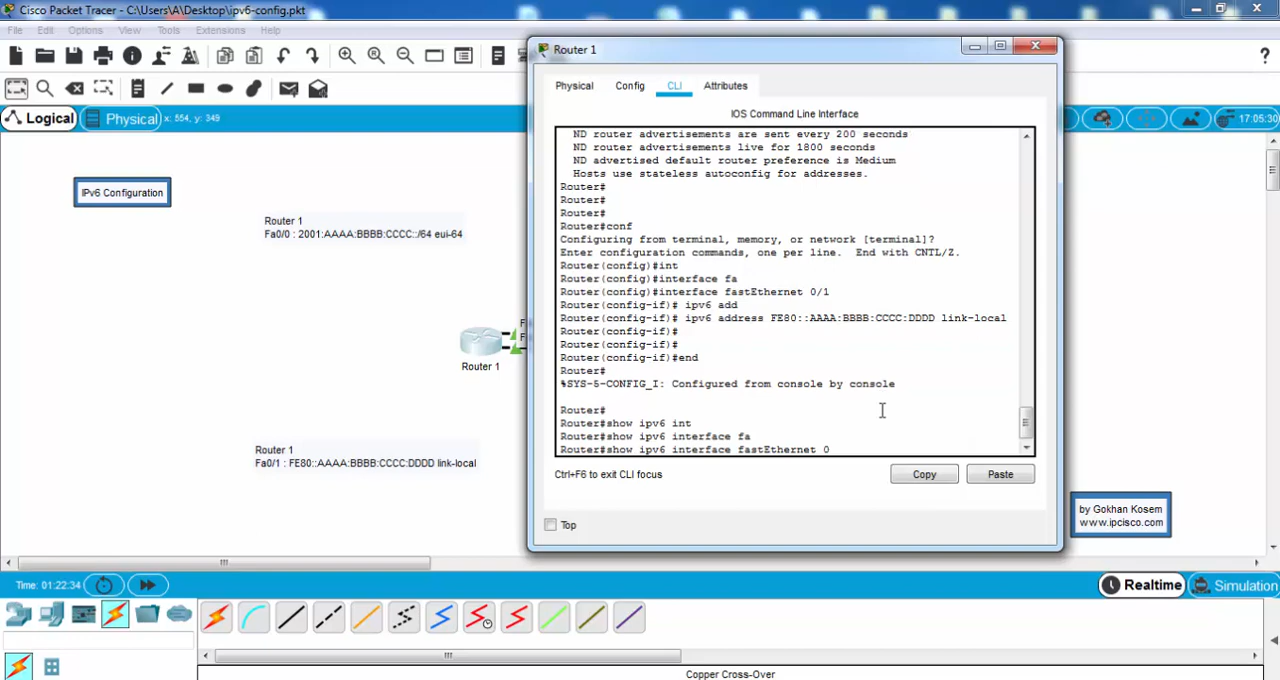 Cisco Packet Tracer - C:\Users\A\Desktop\ipv6-config.pkt
File Edit Options View Tools Extensions Help
Logical Physical x: 554, y: 349
17:05:30
IPv6 Configuration
Router 1
Fa0/0 : 2001:AAAA:BBBB:CCCC::/64 eui-64
Router 1
Router 1
Fa0/1 : FE80::AAAA:BBBB:CCCC:DDDD link-local
Router 1
Physical Config CLI Attributes
IOS Command Line Interface
ND router advertisements are sent every 200 seconds
ND router advertisements live for 1800 seconds
ND advertised default router preference is Medium
Hosts use stateless autoconfig for addresses.
Router#
Router#
Router#
Router#conf
Configuring from terminal, memory, or network [terminal]?
Enter configuration commands, one per line. End with CNTL/Z.
Router(config)#int
Router(config)#interface fa
Router(config)#interface fastEthernet 0/1
Router(config-if)# ipv6 add
Router(config-if)# ipv6 address FE80::AAAA:BBBB:CCCC:DDDD link-local
Router(config-if)#
Router(config-if)#
Router(config-if)#end
Router#
%SYS-5-CONFIG_I: Configured from console by console
Router#
Router#show ipv6 int
Router#show ipv6 interface fa
Router#show ipv6 interface fastEthernet 0
Ctrl+F6 to exit CLI focus
Copy Paste
Top
by Gokhan Kosem
www.ipcisco.com
Time: 01:22:34
Realtime Simulation
Copper Cross-Over